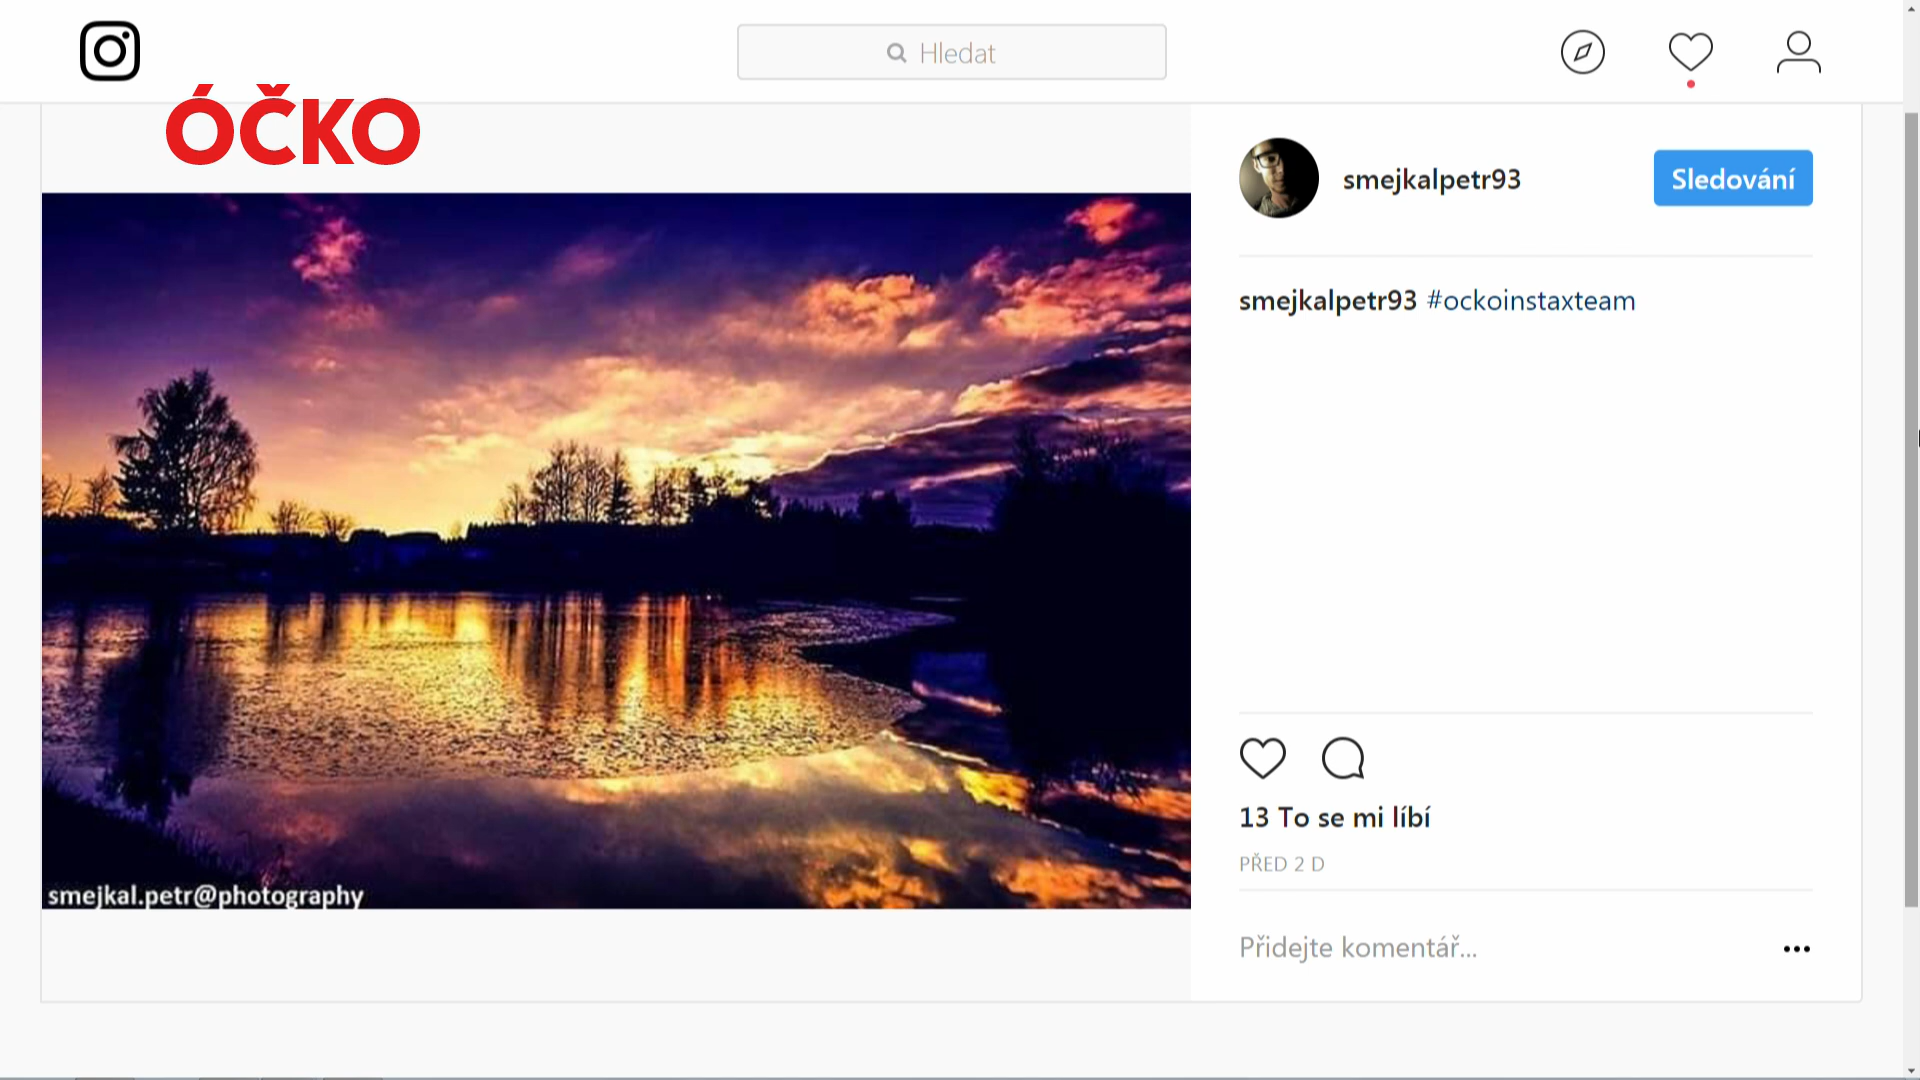 Hledat
ÓČKO
smejkalpetr93
Sledování
smejkalpetr93 #ockoinstaxteam
13 To se mi líbí
PŘED 2 D
smejkal.petr@photography
Přidejte komentář...